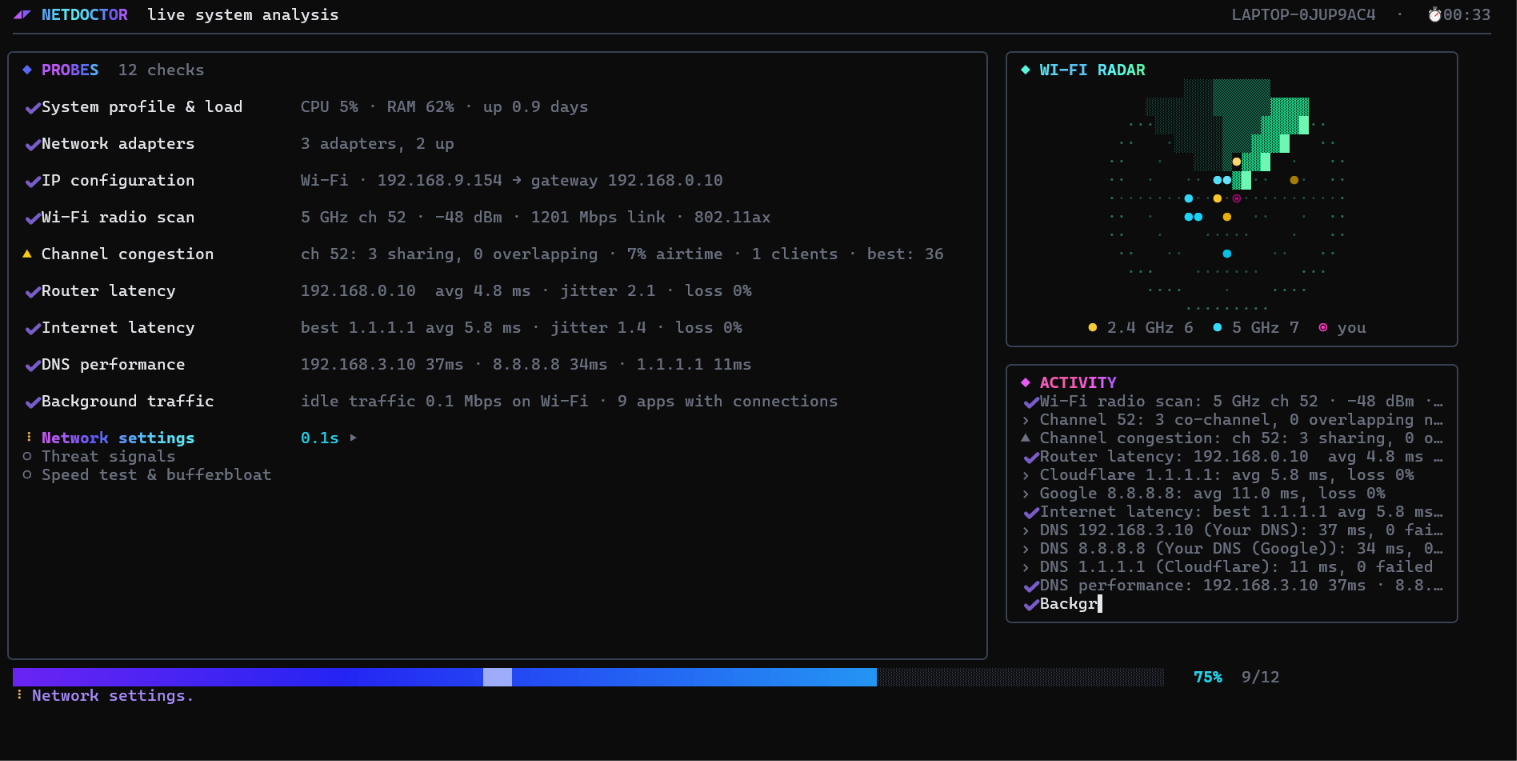 NETDOCTOR live system analysis
LAPTOP-0JUP9AC4 · ⏱00:33
◆ PROBES 12 checks
✔System profile & load CPU 5% · RAM 62% · up 0.9 days
✔Network adapters 3 adapters, 2 up
✔IP configuration Wi-Fi · 192.168.9.154 → gateway 192.168.0.10
✔Wi-Fi radio scan 5 GHz ch 52 · -48 dBm · 1201 Mbps link · 802.11ax
▲ Channel congestion ch 52: 3 sharing, 0 overlapping · 7% airtime · 1 clients · best: 36
✔Router latency 192.168.0.10  avg 4.8 ms · jitter 2.1 · loss 0%
✔Internet latency best 1.1.1.1 avg 5.8 ms · jitter 1.4 · loss 0%
✔DNS performance 192.168.3.10 37ms · 8.8.8.8 34ms · 1.1.1.1 11ms
✔Background traffic idle traffic 0.1 Mbps on Wi-Fi · 9 apps with connections
⠇ Network settings 0.1s ▸
○ Threat signals
○ Speed test & bufferbloat
◆ WI-FI RADAR
● 2.4 GHz 6 ● 5 GHz 7 ◉ you
◆ ACTIVITY
✔Wi-Fi radio scan: 5 GHz ch 52 · -48 dBm ·…
› Channel 52: 3 co-channel, 0 overlapping n…
▲ Channel congestion: ch 52: 3 sharing, 0 o…
✔Router latency: 192.168.0.10  avg 4.8 ms …
› Cloudflare 1.1.1.1: avg 5.8 ms, loss 0%
› Google 8.8.8.8: avg 11.0 ms, loss 0%
✔Internet latency: best 1.1.1.1 avg 5.8 ms…
› DNS 192.168.3.10 (Your DNS): 37 ms, 0 fai…
› DNS 8.8.8.8 (Your DNS (Google)): 34 ms, 0…
› DNS 1.1.1.1 (Cloudflare): 11 ms, 0 failed
✔DNS performance: 192.168.3.10 37ms · 8.8.…
✔Backgr
75% 9/12
⠇ Network settings.